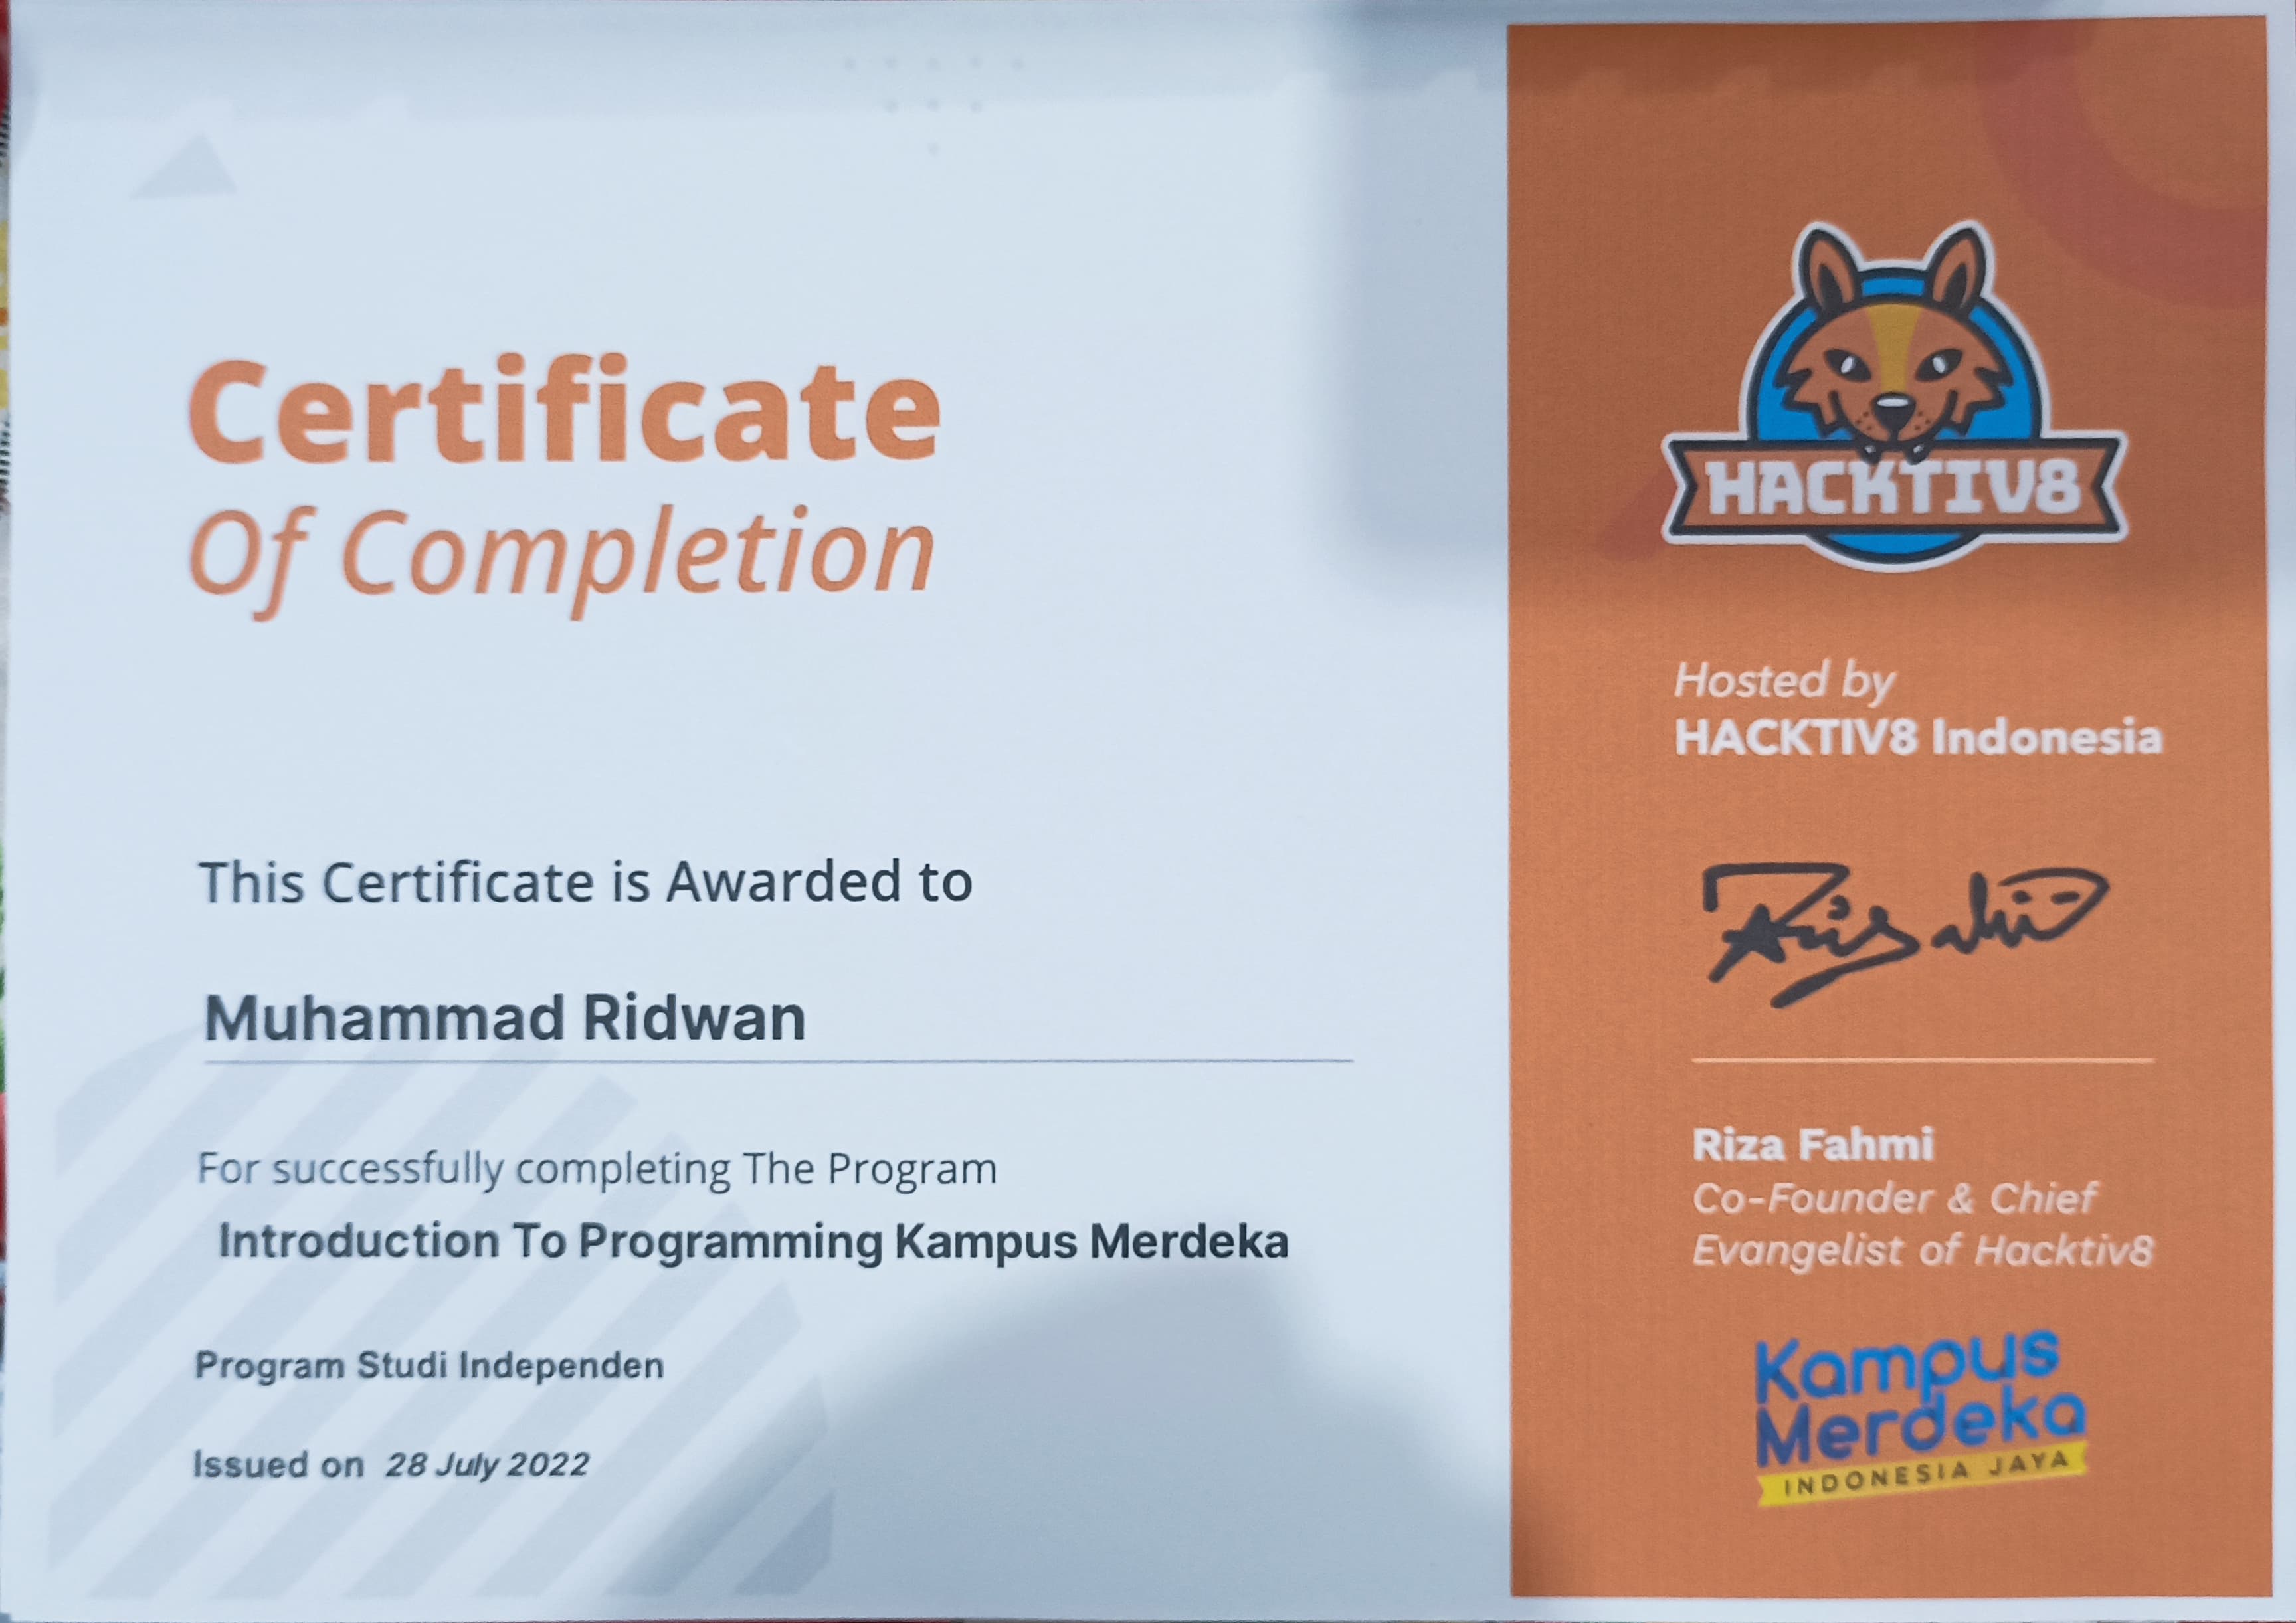 Certificate
Of Completion
This Certificate is Awarded to
Muhammad Ridwan
For successfully completing The Program
Introduction To Programming Kampus Merdeka
Program Studi Independen
Issued on 28 July 2022
HACKTIV8
Hosted by
HACKTIV8 Indonesia
Riza Fahmi
Co-Founder & Chief
Evangelist of Hacktiv8
Kampus
Merdeka
INDONESIA JAYA